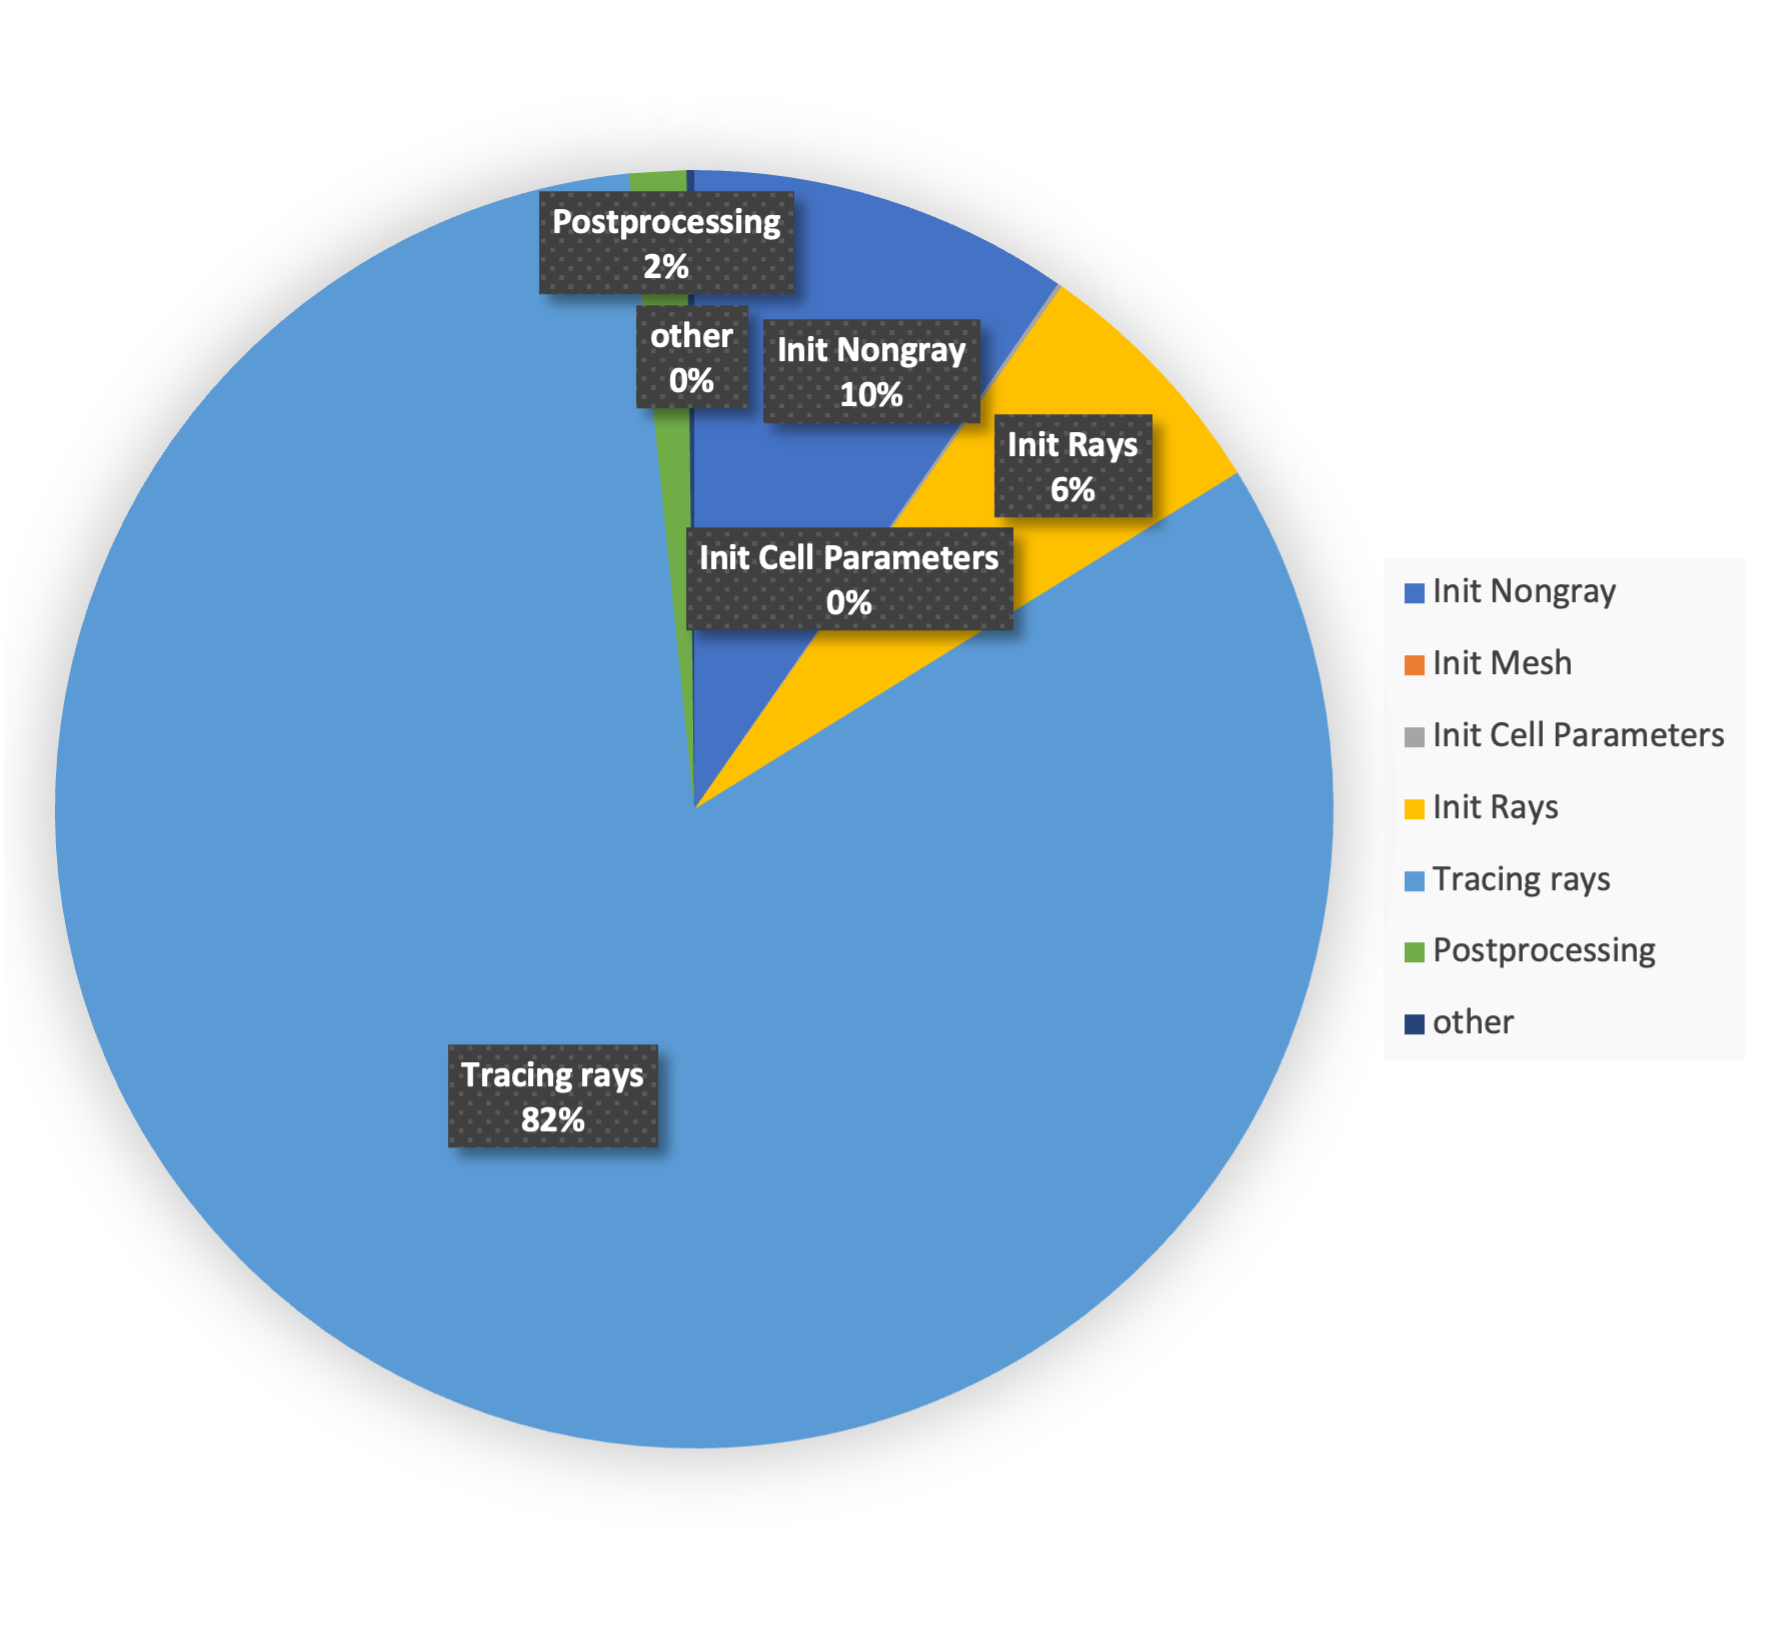 Postprocessing
2%
other
0%
Init Nongray
10%
Init Rays
6%
Init Cell Parameters
0%
Tracing rays
82%
Init Nongray
Init Mesh
Init Cell Parameters
Init Rays
Tracing rays
Postprocessing
other